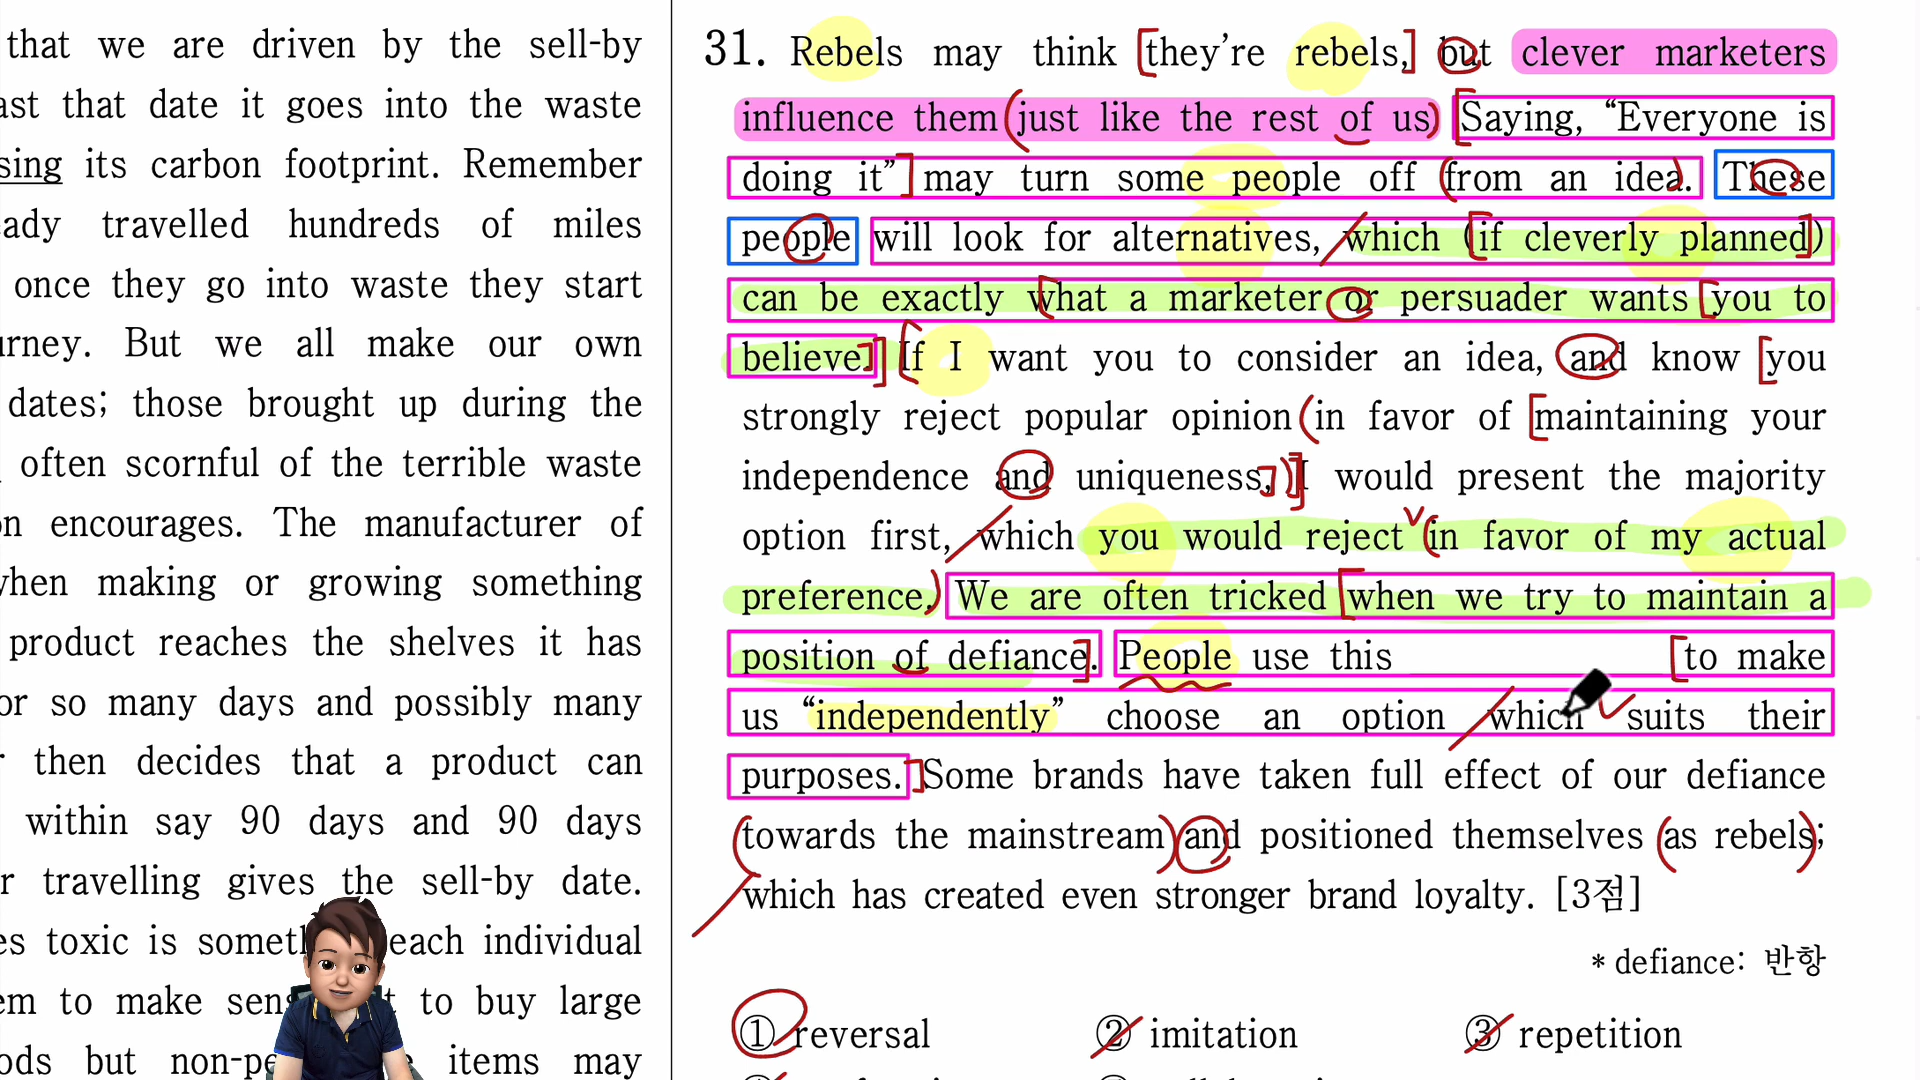 that we are driven by the sell-by
that date it goes into the waste
its carbon footprint. Remember
travelled hundreds of miles
once they go into waste they start
But we all make our own
dates; those brought up during the
often scornful of the terrible waste
encourages. The manufacturer of
making or growing something
product reaches the shelves it has
so many days and possibly many
then decides that a product can
within say 90 days and 90 days
travelling gives the sell-by date.
toxic is each individual
to make to buy large
but items may
31. Rebels may think they're rebels, but clever marketers
influence them just like the rest of us. Saying, “Everyone is
doing it” may turn some people off from an idea. These
people will look for alternatives, which (if cleverly planned)
can be exactly what a marketer or persuader wants you to
believe. If I want you to consider an idea, and know you
strongly reject popular opinion in favor of maintaining your
independence and uniqueness, I would present the majority
option first, which you would reject in favor of my actual
preference. We are often tricked when we try to maintain a
position of defiance. People use this ________ to make
us “independently” choose an option which suits their
purposes. Some brands have taken full effect of our defiance
towards the mainstream and positioned themselves as rebels;
which has created even stronger brand loyalty. [3점]
* defiance: 반항
① reversal ② imitation ③ repetition